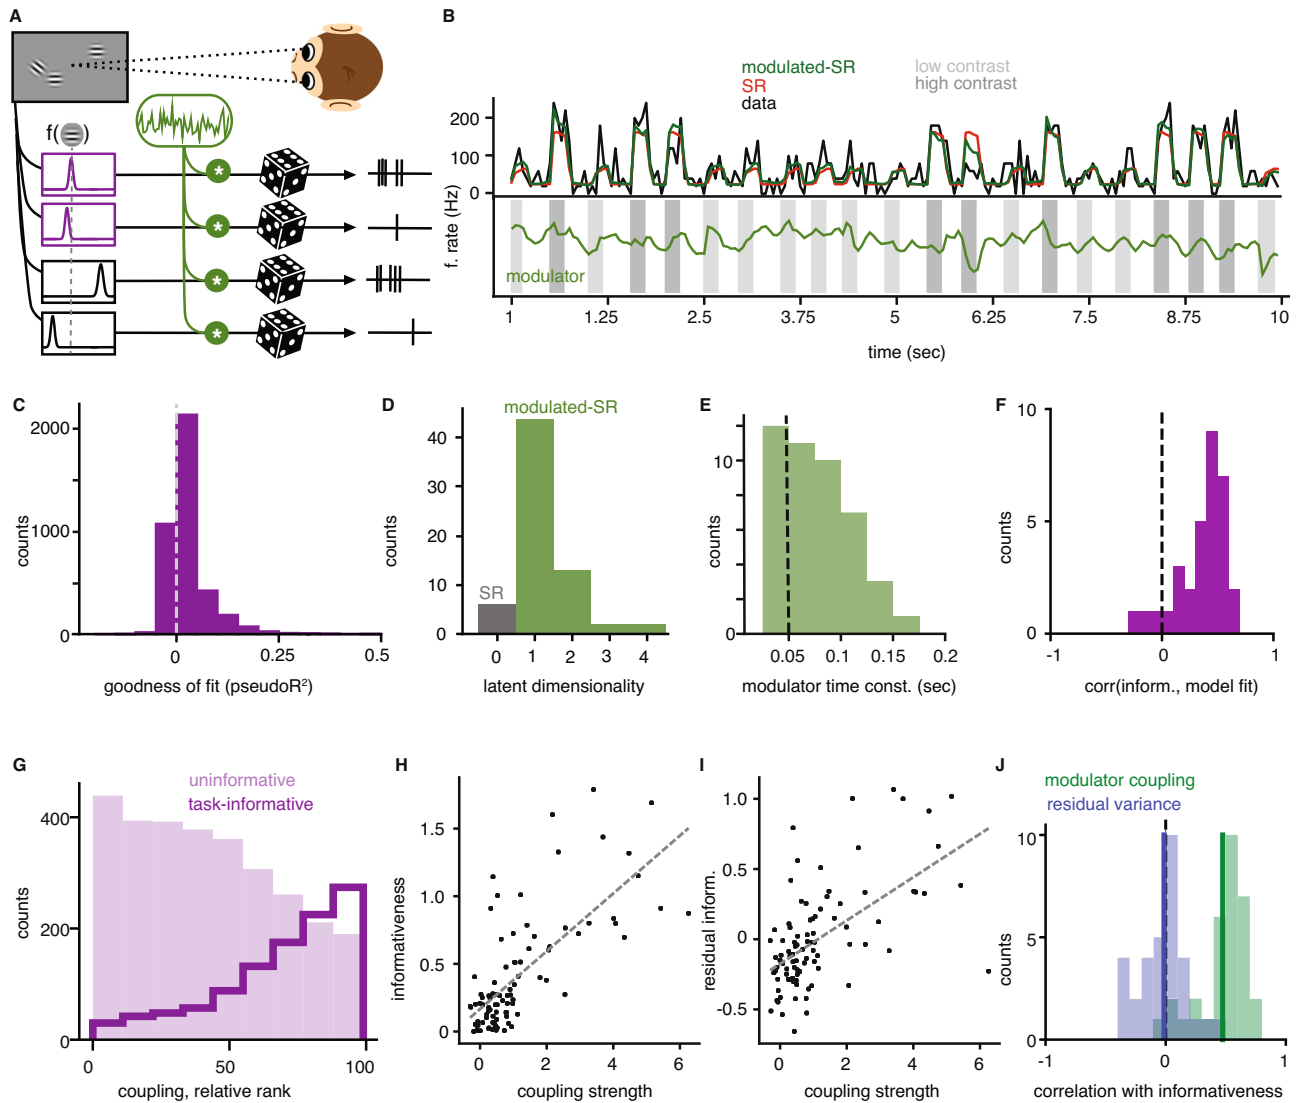 A
f( )
*
*
*
*
B
modulated-SR
SR
data
low contrast
high contrast
200
100
0
f. rate (Hz)
modulator
1
1.25
2.5
3.75
5
6.25
7.5
8.75
10
time (sec)
C
2000
1000
0
counts
0
0.25
0.5
goodness of fit (pseudoR²)
D
modulated-SR
SR
40
30
20
10
0
counts
0
1
2
3
4
latent dimensionality
E
10
0
counts
0.05
0.1
0.15
0.2
modulator time const. (sec)
F
10
5
0
counts
-1
0
1
corr(inform., model fit)
G
uninformative
task-informative
400
200
0
counts
0
50
100
coupling, relative rank
H
1.5
1.0
0.5
0
informativeness
0
2
4
6
coupling strength
I
1.0
0.5
0
-0.5
residual inform.
0
2
4
6
coupling strength
J
modulator coupling
residual variance
10
5
0
counts
-1
0
1
correlation with informativeness